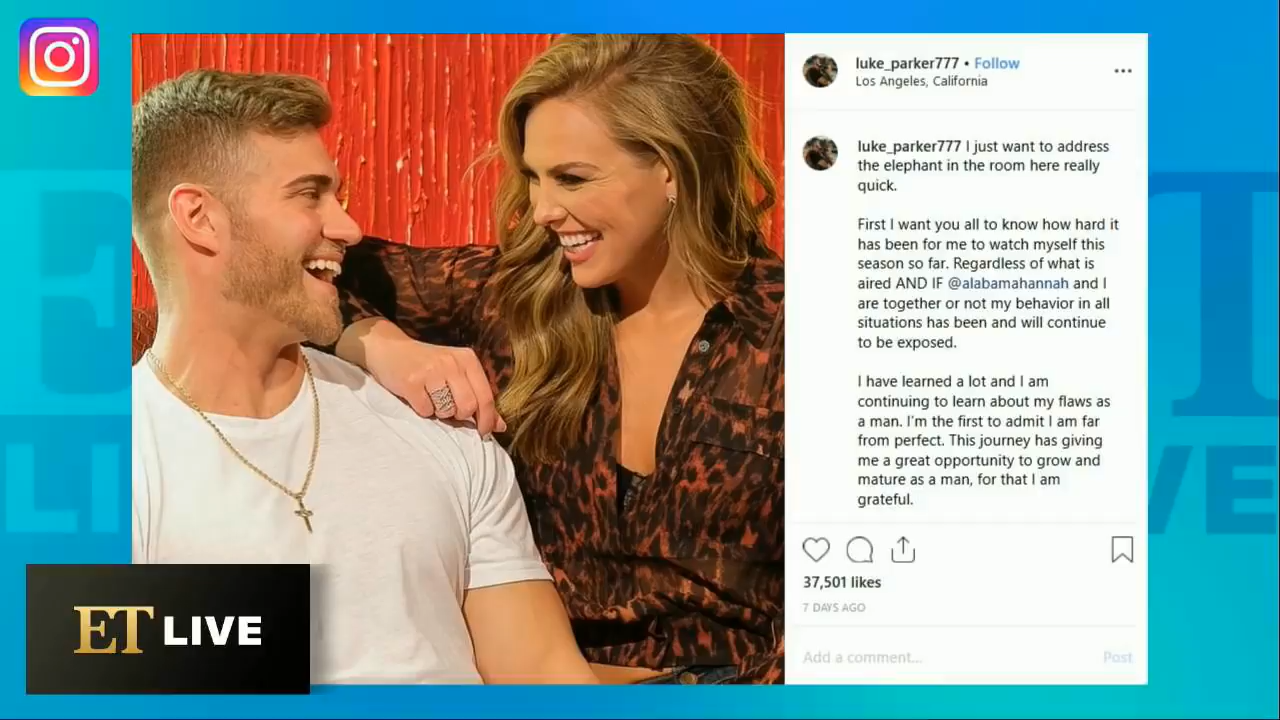 luke_parker777 • Follow
Los Angeles, California
luke_parker777 I just want to address
the elephant in the room here really
quick.
First I want you all to know how hard it
has been for me to watch myself this
season so far. Regardless of what is
aired AND IF @alabamahannah and I
are together or not my behavior in all
situations has been and will continue
to be exposed.
I have learned a lot and I am
continuing to learn about my flaws as
a man. I'm the first to admit I am far
from perfect. This journey has giving
me a great opportunity to grow and
mature as a man, for that I am
grateful.
37,501 likes
7 DAYS AGO
Add a comment...
Post
ET LIVE